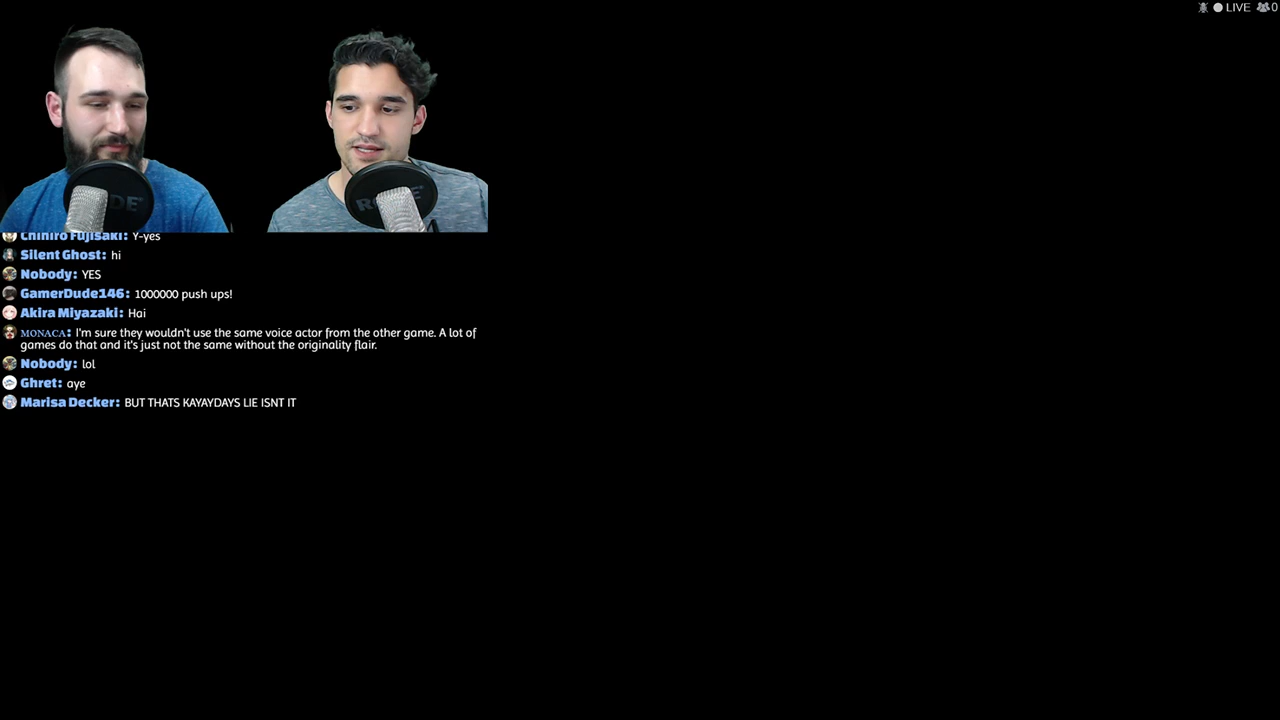 LIVE 0
RODE
DE
Chihiro Fujisaki: Y-yes
Silent Ghost: hi
Nobody: YES
GamerDude146: 1000000 push ups!
Akira Miyazaki: Hai
MONACA: I'm sure they wouldn't use the same voice actor from the other game. A lot of
games do that and it's just not the same without the originality flair.
Nobody: lol
Ghret: aye
Marisa Decker: BUT THATS KAYAYDAYS LIE ISNT IT